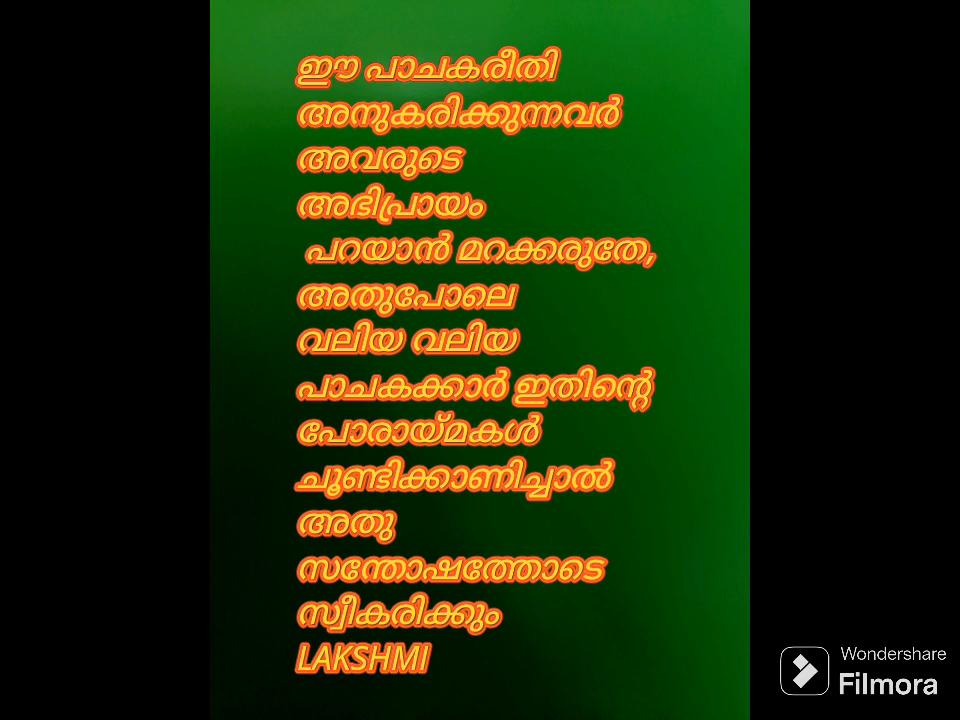 ഈ പാചകരീതി
അനുകരിക്കുന്നവർ
അവരുടെ
അഭിപ്രായം
പറയാൻ മറക്കരുതേ,
അതുപോലെ
വലിയ വലിയ
പാചകക്കാർ ഇതിന്റെ
പോരായ്മകൾ
ചൂണ്ടിക്കാണിച്ചാൽ
അതു
സന്തോഷത്തോടെ
സ്വീകരിക്കും
LAKSHMI
Wondershare
Filmora